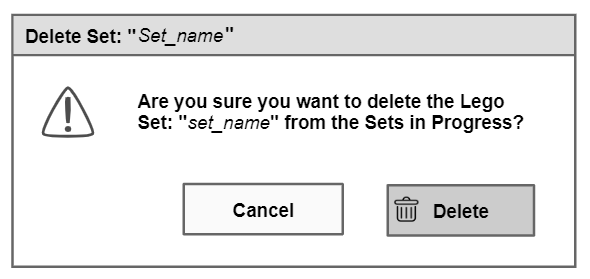 Delete Set: "Set_name"
Are you sure you want to delete the Lego
Set: "set_name" from the Sets in Progress?
Cancel
Delete